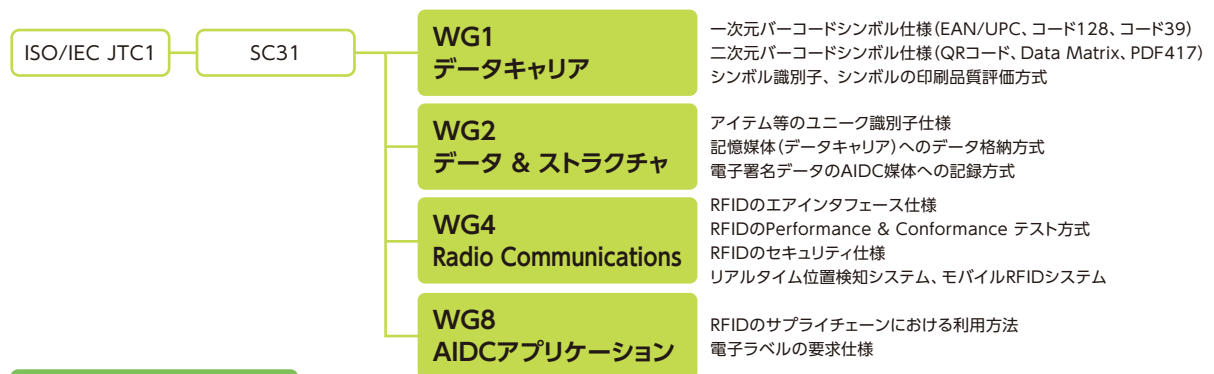 ISO/IEC JTC1
SC31
WG1
データキャリア
一次元バーコードシンボル仕様（EAN/UPC、コード128、コード39）
二次元バーコードシンボル仕様（QRコード、Data Matrix、PDF417）
シンボル識別子、シンボルの印刷品質評価方式
WG2
データ & ストラクチャ
アイテム等のユニーク識別子仕様
記憶媒体（データキャリア）へのデータ格納方式
電子署名データのAIDC媒体への記録方式
WG4
Radio Communications
RFIDのエアインタフェース仕様
RFIDのPerformance & Conformance テスト方式
RFIDのセキュリティ仕様
リアルタイム位置検知システム、モバイルRFIDシステム
WG8
AIDCアプリケーション
RFIDのサプライチェーンにおける利用方法
電子ラベルの要求仕様